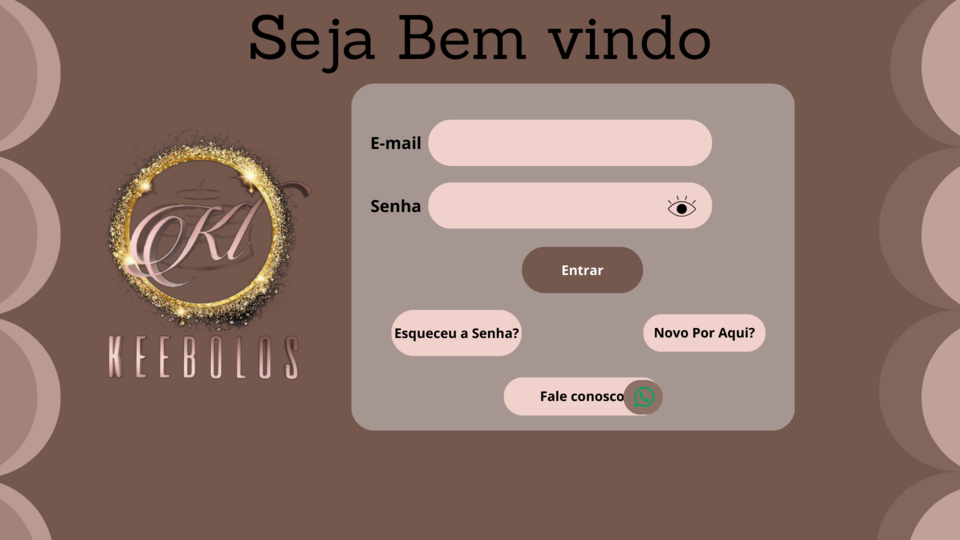 Seja Bem vindo
E-mail
Senha
KI
KEEBOLOS
Entrar
Esqueceu a Senha?
Novo Por Aqui?
Fale conosco